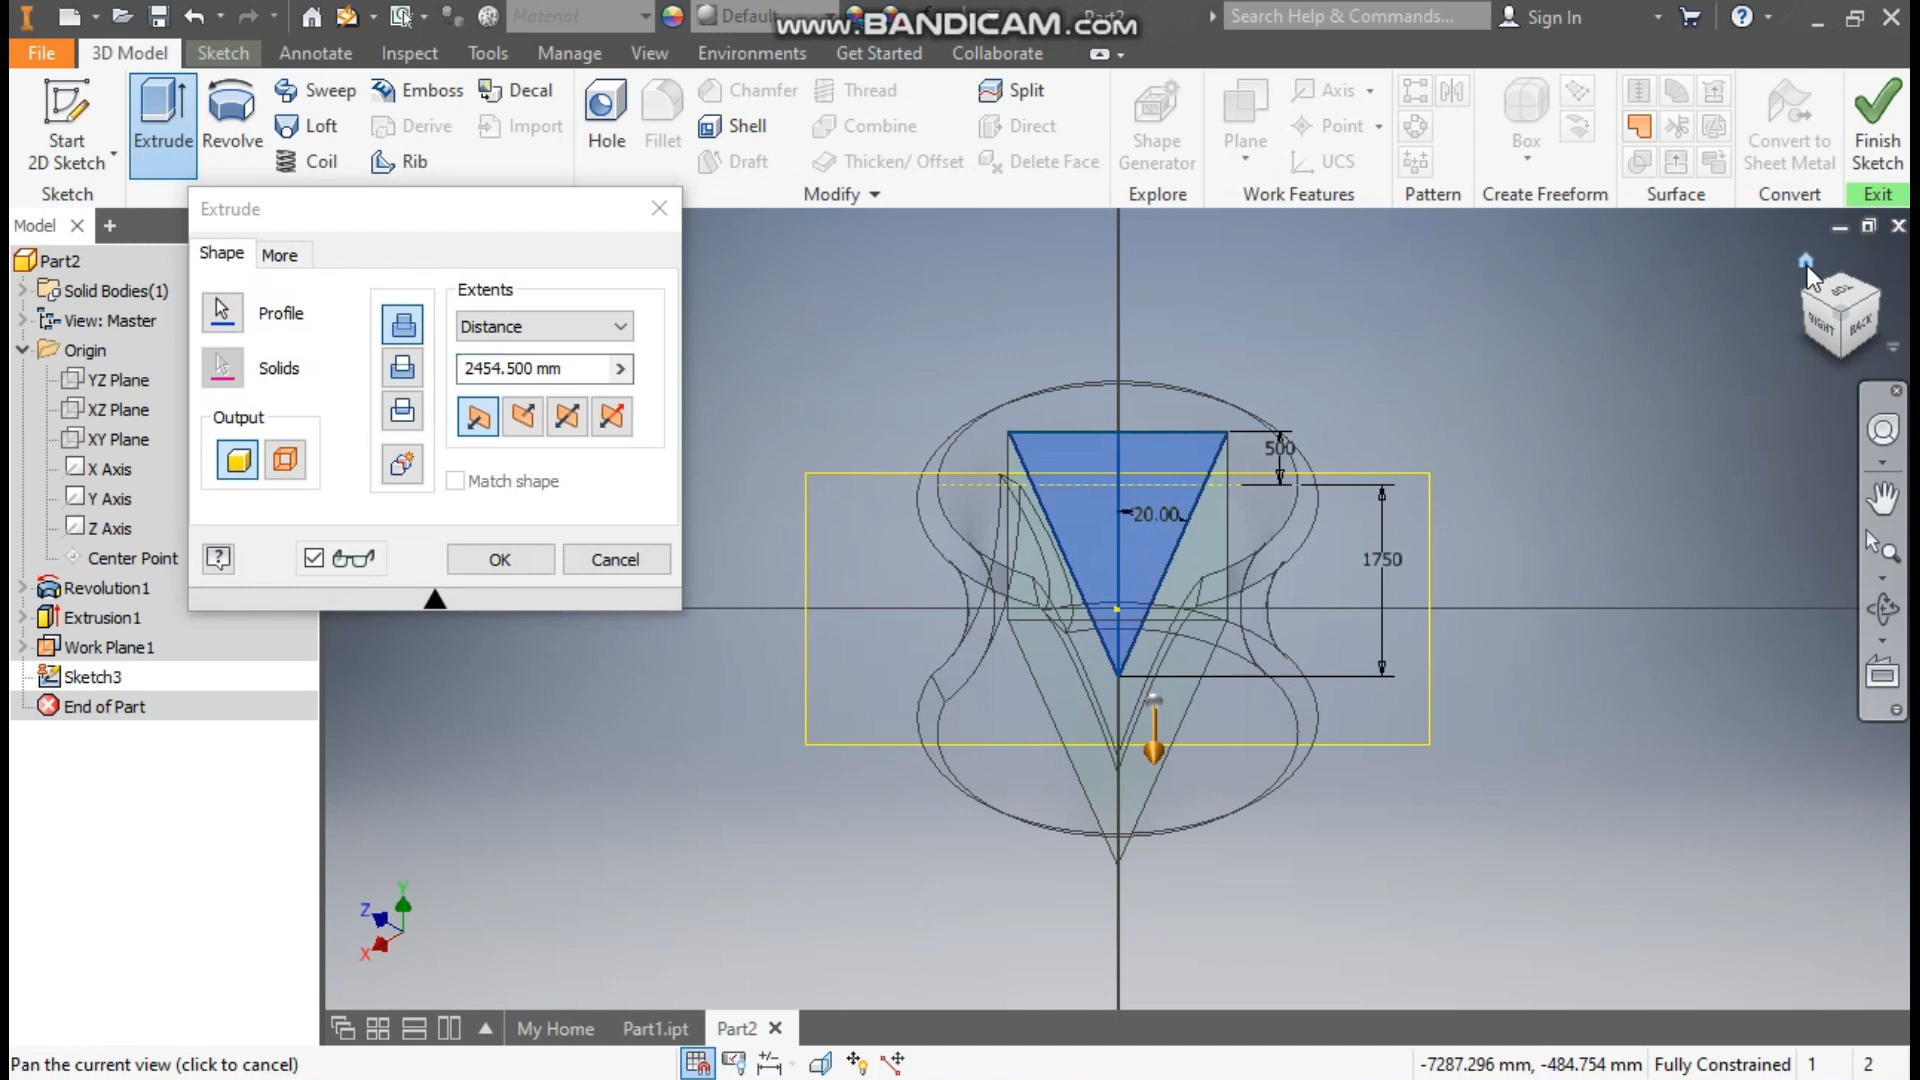 Material
Default
www.BANDICAM.com
Search Help & Commands...
Sign In
File
3D Model
Sketch
Annotate
Inspect
Tools
Manage
View
Environments
Get Started
Collaborate
Start
2D Sketch
Extrude
Revolve
Sweep
Loft
Coil
Emboss
Derive
Rib
Decal
Import
Hole
Fillet
Chamfer
Shell
Draft
Thread
Combine
Thicken/ Offset
Split
Direct
Delete Face
Shape
Generator
Plane
Axis
Point
UCS
Box
Convert to
Sheet Metal
Finish
Sketch
Sketch
Modify
Explore
Work Features
Pattern
Create Freeform
Surface
Convert
Exit
Model
Part2
Solid Bodies(1)
View: Master
Origin
YZ Plane
XZ Plane
XY Plane
X Axis
Y Axis
Z Axis
Center Point
Revolution1
Extrusion1
Work Plane1
Sketch3
End of Part
Extrude
Shape
More
Profile
Solids
Output
Extents
Distance
2454.500 mm
Match shape
OK
Cancel
500
20.00
1750
TOP
RIGHT
BACK
Y
Z
X
My Home
Part1.ipt
Part2
Pan the current view (click to cancel)
-7287.296 mm, -484.754 mm
Fully Constrained
1
2